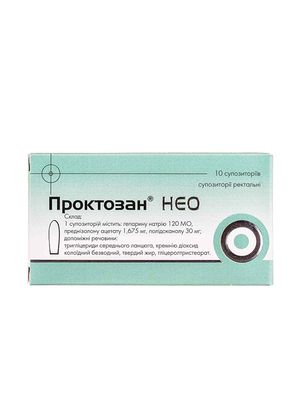 10 супозиторіїв
супозиторії ректальні
Проктозан® НЕО
Склад:
1 супозиторій містить: гепарину натрію 120 МО,
преднізолону ацетату 1,675 мг, полідоканолу 30 мг;
допоміжні речовини:
тригліцериди середнього ланцюга, кремнію діоксид
колоїдний безводний, твердий жир, гліцеролтристеарат.